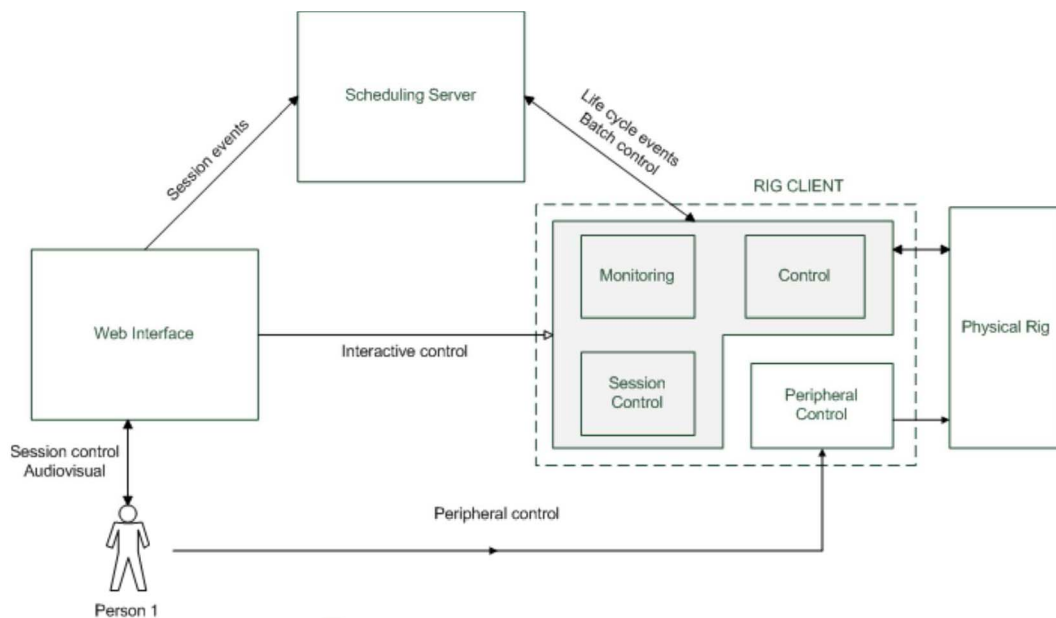 Scheduling Server
Session events
Life cycle events
Batch control
RIG CLIENT
Monitoring
Control
Physical Rig
Web Interface
Interactive control
Session
Control
Peripheral
Control
Session control
Audiovisual
Peripheral control
Person 1